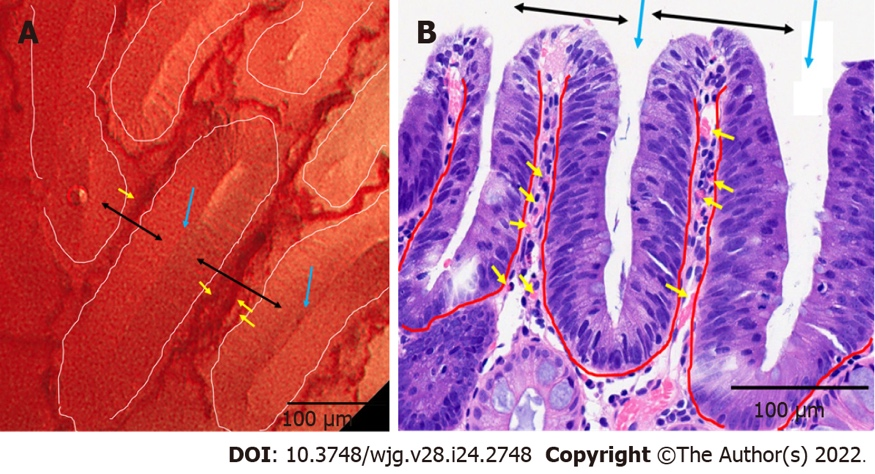 A
B
100 μm
100 μm
DOI: 10.3748/wjg.v28.i24.2748 Copyright ©The Author(s) 2022.